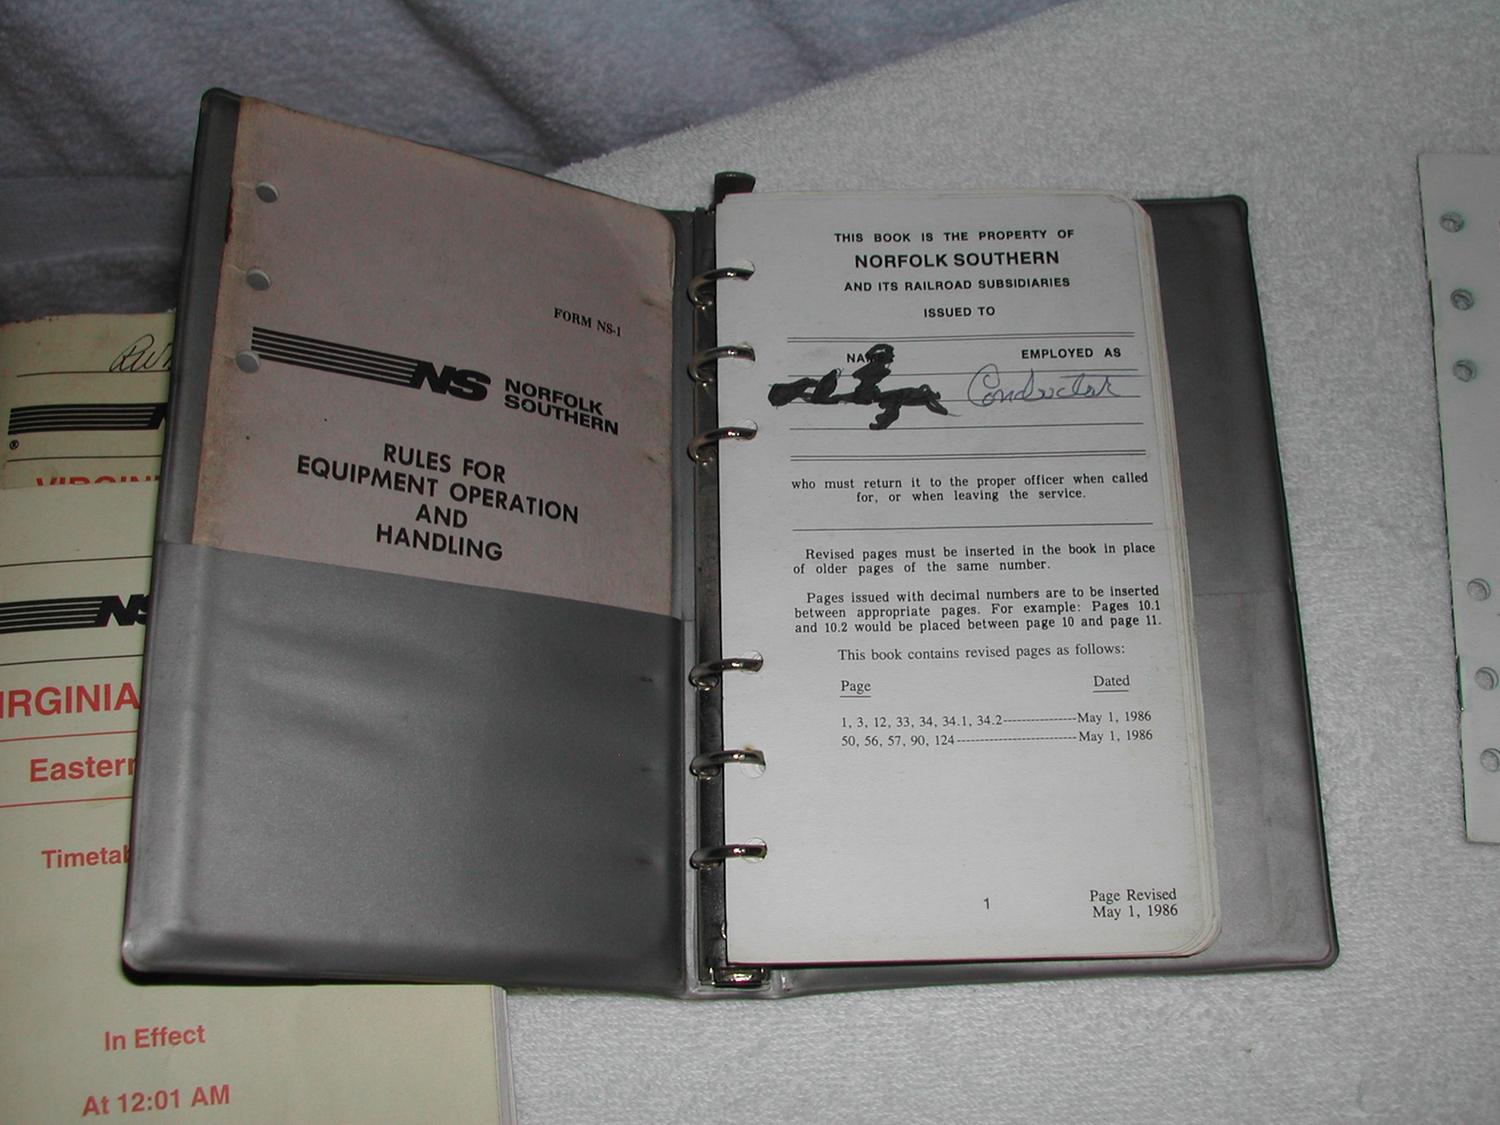 FORM NS-1
NS NORFOLK
SOUTHERN
RULES FOR
EQUIPMENT OPERATION
AND
HANDLING
THIS BOOK IS THE PROPERTY OF
NORFOLK SOUTHERN
AND ITS RAILROAD SUBSIDIARIES
ISSUED TO
EMPLOYED AS
Conductor
who must return it to the proper officer when called
for, or when leaving the service.
Revised pages must be inserted in the book in place
of older pages of the same number.
Pages issued with decimal numbers are to be inserted
between appropriate pages. For example: Pages 10.1
and 10.2 would be placed between page 10 and page 11.
This book contains revised pages as follows:
Page Dated
1, 3, 12, 33, 34, 34.1, 34.2----------------May 1, 1986
50, 56, 57, 90, 124--------------------------May 1, 1986
1
Page Revised
May 1, 1986
®
NS
In Effect
At 12:01 AM